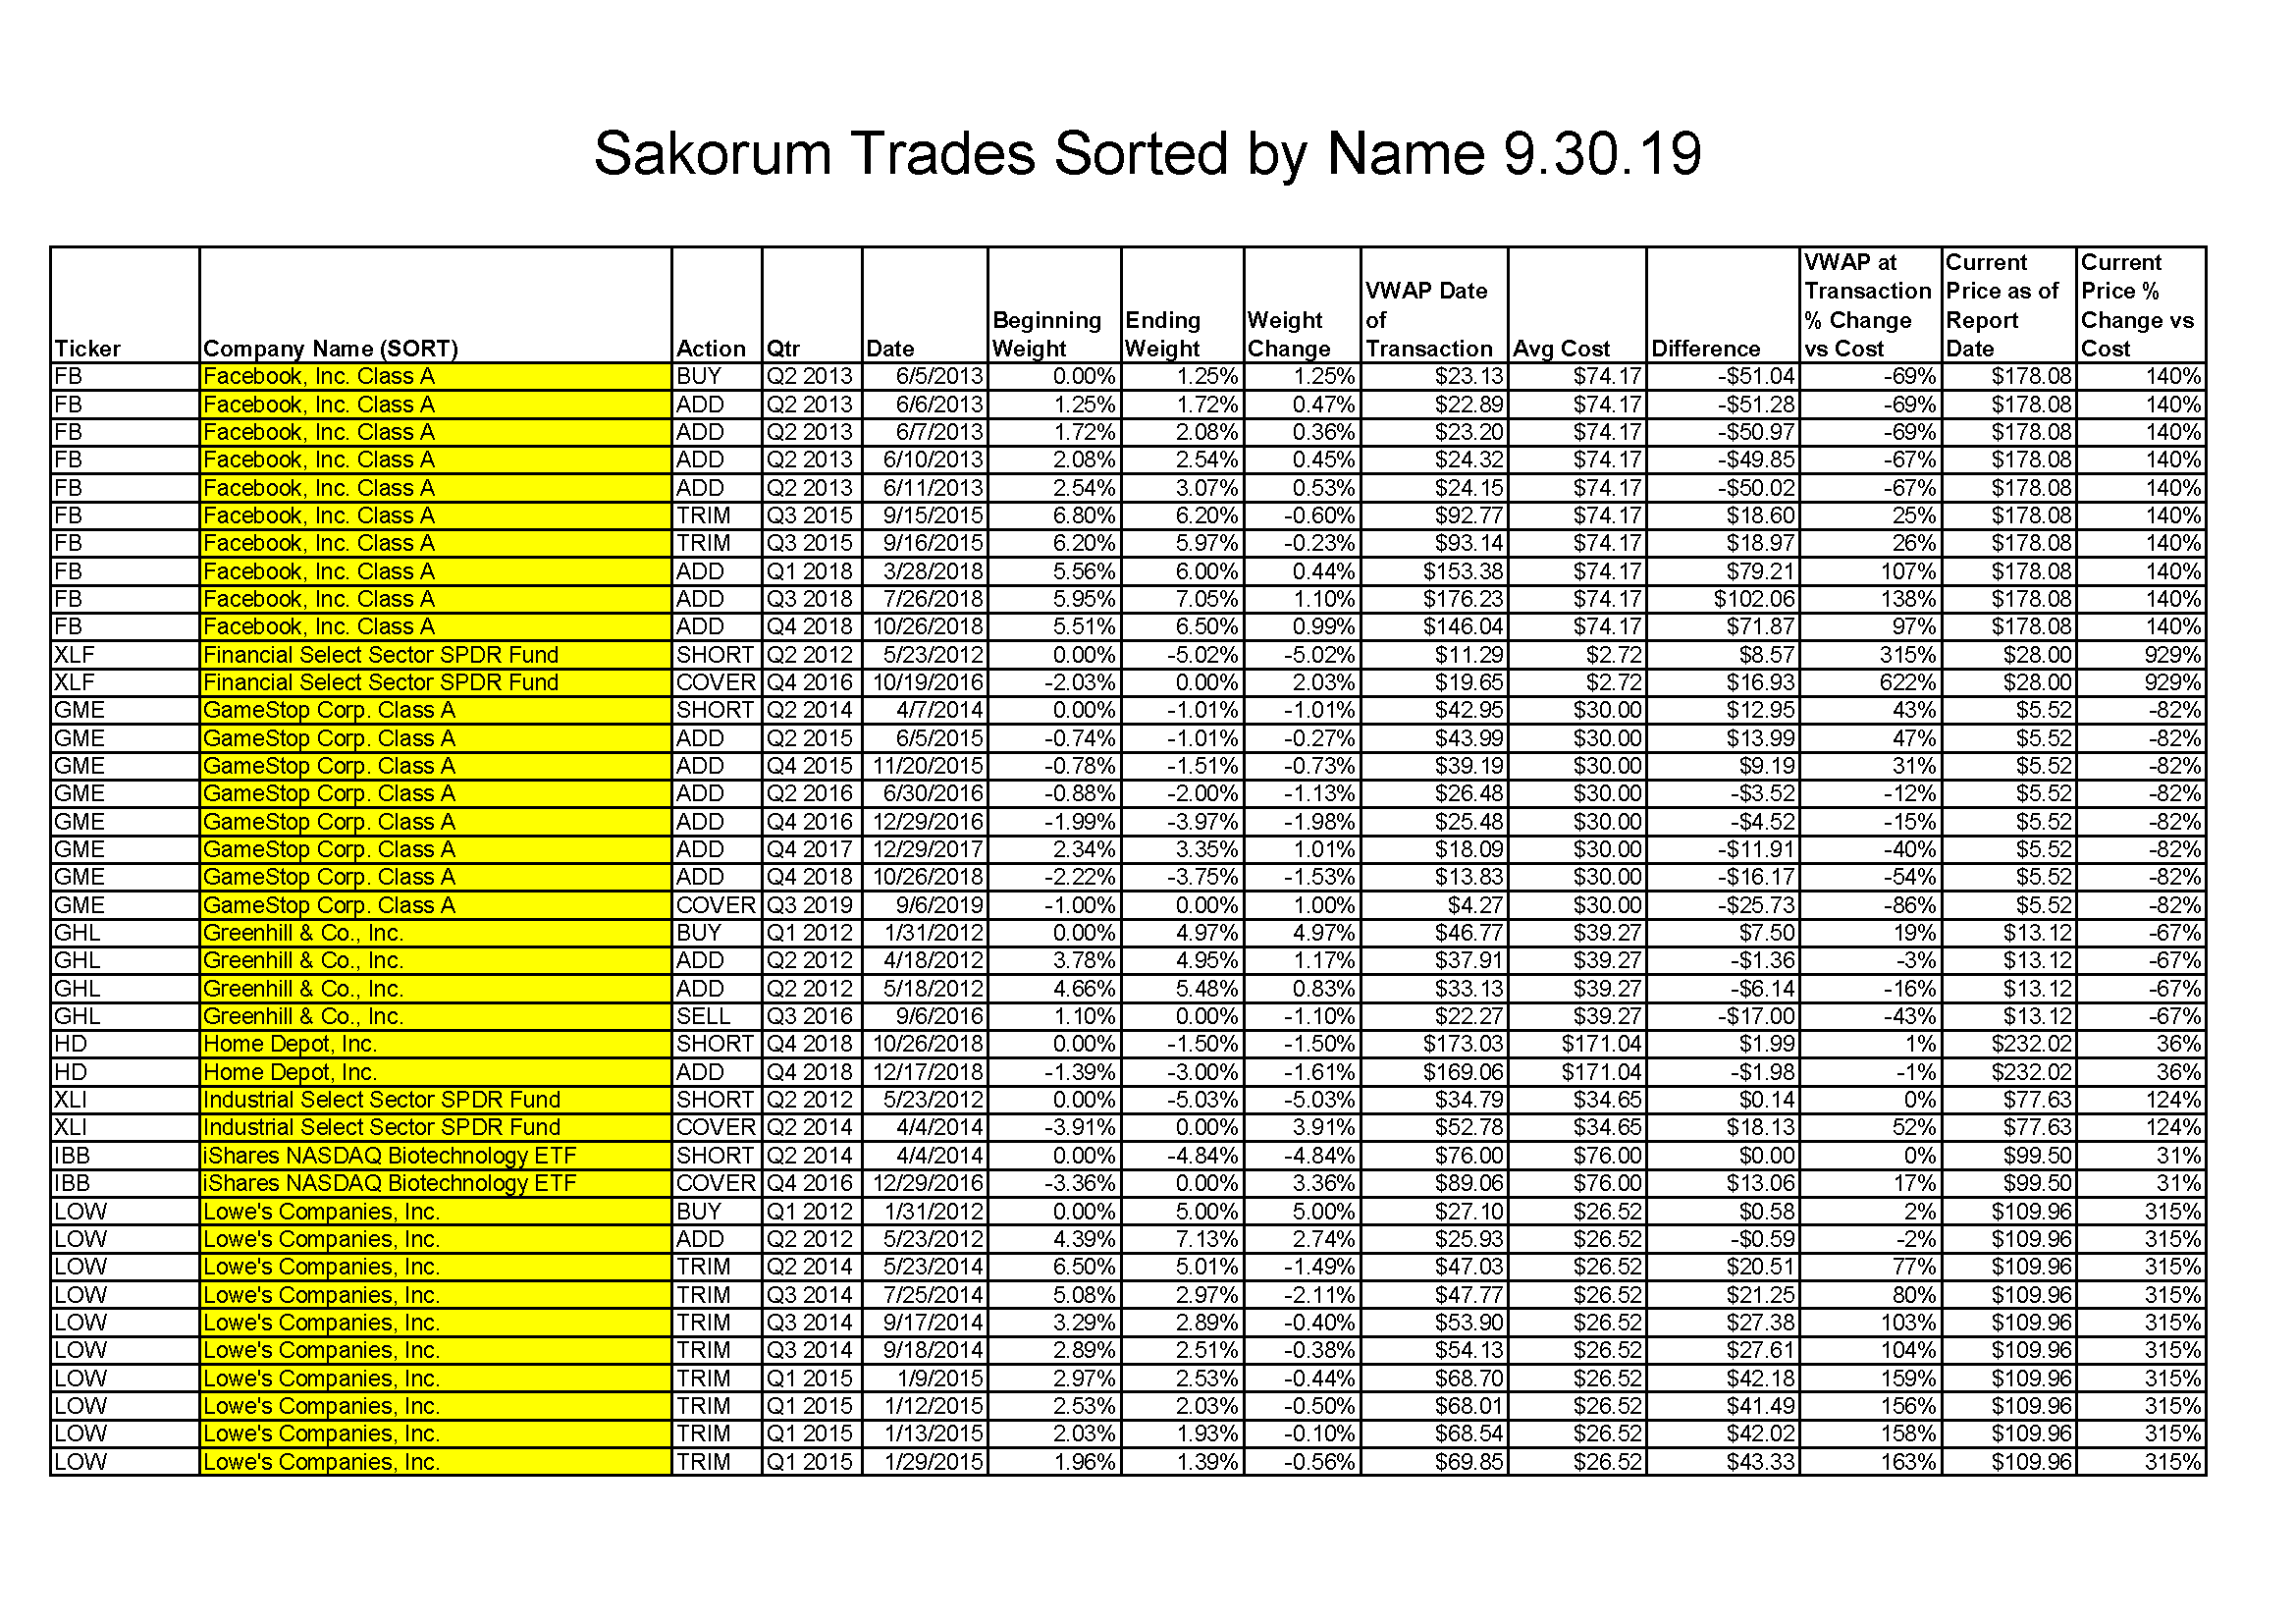 Sakorum Trades Sorted by Name 9.30.19
Ticker Company Name (SORT) Action Qtr Date Beginning Weight Ending Weight Weight Change VWAP Date of Transaction Avg Cost Difference VWAP at Transaction % Change vs Cost Current Price as of Report Date Current Price % Change vs Cost
FB Facebook, Inc. Class A BUY Q2 2013 6/5/2013 0.00% 1.25% 1.25% $23.13 $74.17 -$51.04 -69% $178.08 140%
FB Facebook, Inc. Class A ADD Q2 2013 6/6/2013 1.25% 1.72% 0.47% $22.89 $74.17 -$51.28 -69% $178.08 140%
FB Facebook, Inc. Class A ADD Q2 2013 6/7/2013 1.72% 2.08% 0.36% $23.20 $74.17 -$50.97 -69% $178.08 140%
FB Facebook, Inc. Class A ADD Q2 2013 6/10/2013 2.08% 2.54% 0.45% $24.32 $74.17 -$49.85 -67% $178.08 140%
FB Facebook, Inc. Class A ADD Q2 2013 6/11/2013 2.54% 3.07% 0.53% $24.15 $74.17 -$50.02 -67% $178.08 140%
FB Facebook, Inc. Class A TRIM Q3 2015 9/15/2015 6.80% 6.20% -0.60% $92.77 $74.17 $18.60 25% $178.08 140%
FB Facebook, Inc. Class A TRIM Q3 2015 9/16/2015 6.20% 5.97% -0.23% $93.14 $74.17 $18.97 26% $178.08 140%
FB Facebook, Inc. Class A ADD Q1 2018 3/28/2018 5.56% 6.00% 0.44% $153.38 $74.17 $79.21 107% $178.08 140%
FB Facebook, Inc. Class A ADD Q3 2018 7/26/2018 5.95% 7.05% 1.10% $176.23 $74.17 $102.06 138% $178.08 140%
FB Facebook, Inc. Class A ADD Q4 2018 10/26/2018 5.51% 6.50% 0.99% $146.04 $74.17 $71.87 97% $178.08 140%
XLF Financial Select Sector SPDR Fund SHORT Q2 2012 5/23/2012 0.00% -5.02% -5.02% $11.29 $2.72 $8.57 315% $28.00 929%
XLF Financial Select Sector SPDR Fund COVER Q4 2016 10/19/2016 -2.03% 0.00% 2.03% $19.65 $2.72 $16.93 622% $28.00 929%
GME GameStop Corp. Class A SHORT Q2 2014 4/7/2014 0.00% -1.01% -1.01% $42.95 $30.00 $12.95 43% $5.52 -82%
GME GameStop Corp. Class A ADD Q2 2015 6/5/2015 -0.74% -1.01% -0.27% $43.99 $30.00 $13.99 47% $5.52 -82%
GME GameStop Corp. Class A ADD Q4 2015 11/20/2015 -0.78% -1.51% -0.73% $39.19 $30.00 $9.19 31% $5.52 -82%
GME GameStop Corp. Class A ADD Q2 2016 6/30/2016 -0.88% -2.00% -1.13% $26.48 $30.00 -$3.52 -12% $5.52 -82%
GME GameStop Corp. Class A ADD Q4 2016 12/29/2016 -1.99% -3.97% -1.98% $25.48 $30.00 -$4.52 -15% $5.52 -82%
GME GameStop Corp. Class A ADD Q4 2017 12/29/2017 2.34% 3.35% 1.01% $18.09 $30.00 -$11.91 -40% $5.52 -82%
GME GameStop Corp. Class A ADD Q4 2018 10/26/2018 -2.22% -3.75% -1.53% $13.83 $30.00 -$16.17 -54% $5.52 -82%
GME GameStop Corp. Class A COVER Q3 2019 9/6/2019 -1.00% 0.00% 1.00% $4.27 $30.00 -$25.73 -86% $5.52 -82%
GHL Greenhill & Co., Inc. BUY Q1 2012 1/31/2012 0.00% 4.97% 4.97% $46.77 $39.27 $7.50 19% $13.12 -67%
GHL Greenhill & Co., Inc. ADD Q2 2012 4/18/2012 3.78% 4.95% 1.17% $37.91 $39.27 -$1.36 -3% $13.12 -67%
GHL Greenhill & Co., Inc. ADD Q2 2012 5/18/2012 4.66% 5.48% 0.83% $33.13 $39.27 -$6.14 -16% $13.12 -67%
GHL Greenhill & Co., Inc. SELL Q3 2016 9/6/2016 1.10% 0.00% -1.10% $22.27 $39.27 -$17.00 -43% $13.12 -67%
HD Home Depot, Inc. SHORT Q4 2018 10/26/2018 0.00% -1.50% -1.50% $173.03 $171.04 $1.99 1% $232.02 36%
HD Home Depot, Inc. ADD Q4 2018 12/17/2018 -1.39% -3.00% -1.61% $169.06 $171.04 -$1.98 -1% $232.02 36%
XLI Industrial Select Sector SPDR Fund SHORT Q2 2012 5/23/2012 0.00% -5.03% -5.03% $34.79 $34.65 $0.14 0% $77.63 124%
XLI Industrial Select Sector SPDR Fund COVER Q2 2014 4/4/2014 -3.91% 0.00% 3.91% $52.78 $34.65 $18.13 52% $77.63 124%
IBB iShares NASDAQ Biotechnology ETF SHORT Q2 2014 4/4/2014 0.00% -4.84% -4.84% $76.00 $76.00 $0.00 0% $99.50 31%
IBB iShares NASDAQ Biotechnology ETF COVER Q4 2016 12/29/2016 -3.36% 0.00% 3.36% $89.06 $76.00 $13.06 17% $99.50 31%
LOW Lowe's Companies, Inc. BUY Q1 2012 1/31/2012 0.00% 5.00% 5.00% $27.10 $26.52 $0.58 2% $109.96 315%
LOW Lowe's Companies, Inc. ADD Q2 2012 5/23/2012 4.39% 7.13% 2.74% $25.93 $26.52 -$0.59 -2% $109.96 315%
LOW Lowe's Companies, Inc. TRIM Q2 2014 5/23/2014 6.50% 5.01% -1.49% $47.03 $26.52 $20.51 77% $109.96 315%
LOW Lowe's Companies, Inc. TRIM Q3 2014 7/25/2014 5.08% 2.97% -2.11% $47.77 $26.52 $21.25 80% $109.96 315%
LOW Lowe's Companies, Inc. TRIM Q3 2014 9/17/2014 3.29% 2.89% -0.40% $53.90 $26.52 $27.38 103% $109.96 315%
LOW Lowe's Companies, Inc. TRIM Q3 2014 9/18/2014 2.89% 2.51% -0.38% $54.13 $26.52 $27.61 104% $109.96 315%
LOW Lowe's Companies, Inc. TRIM Q1 2015 1/9/2015 2.97% 2.53% -0.44% $68.70 $26.52 $42.18 159% $109.96 315%
LOW Lowe's Companies, Inc. TRIM Q1 2015 1/12/2015 2.53% 2.03% -0.50% $68.01 $26.52 $41.49 156% $109.96 315%
LOW Lowe's Companies, Inc. TRIM Q1 2015 1/13/2015 2.03% 1.93% -0.10% $68.54 $26.52 $42.02 158% $109.96 315%
LOW Lowe's Companies, Inc. TRIM Q1 2015 1/29/2015 1.96% 1.39% -0.56% $69.85 $26.52 $43.33 163% $109.96 315%